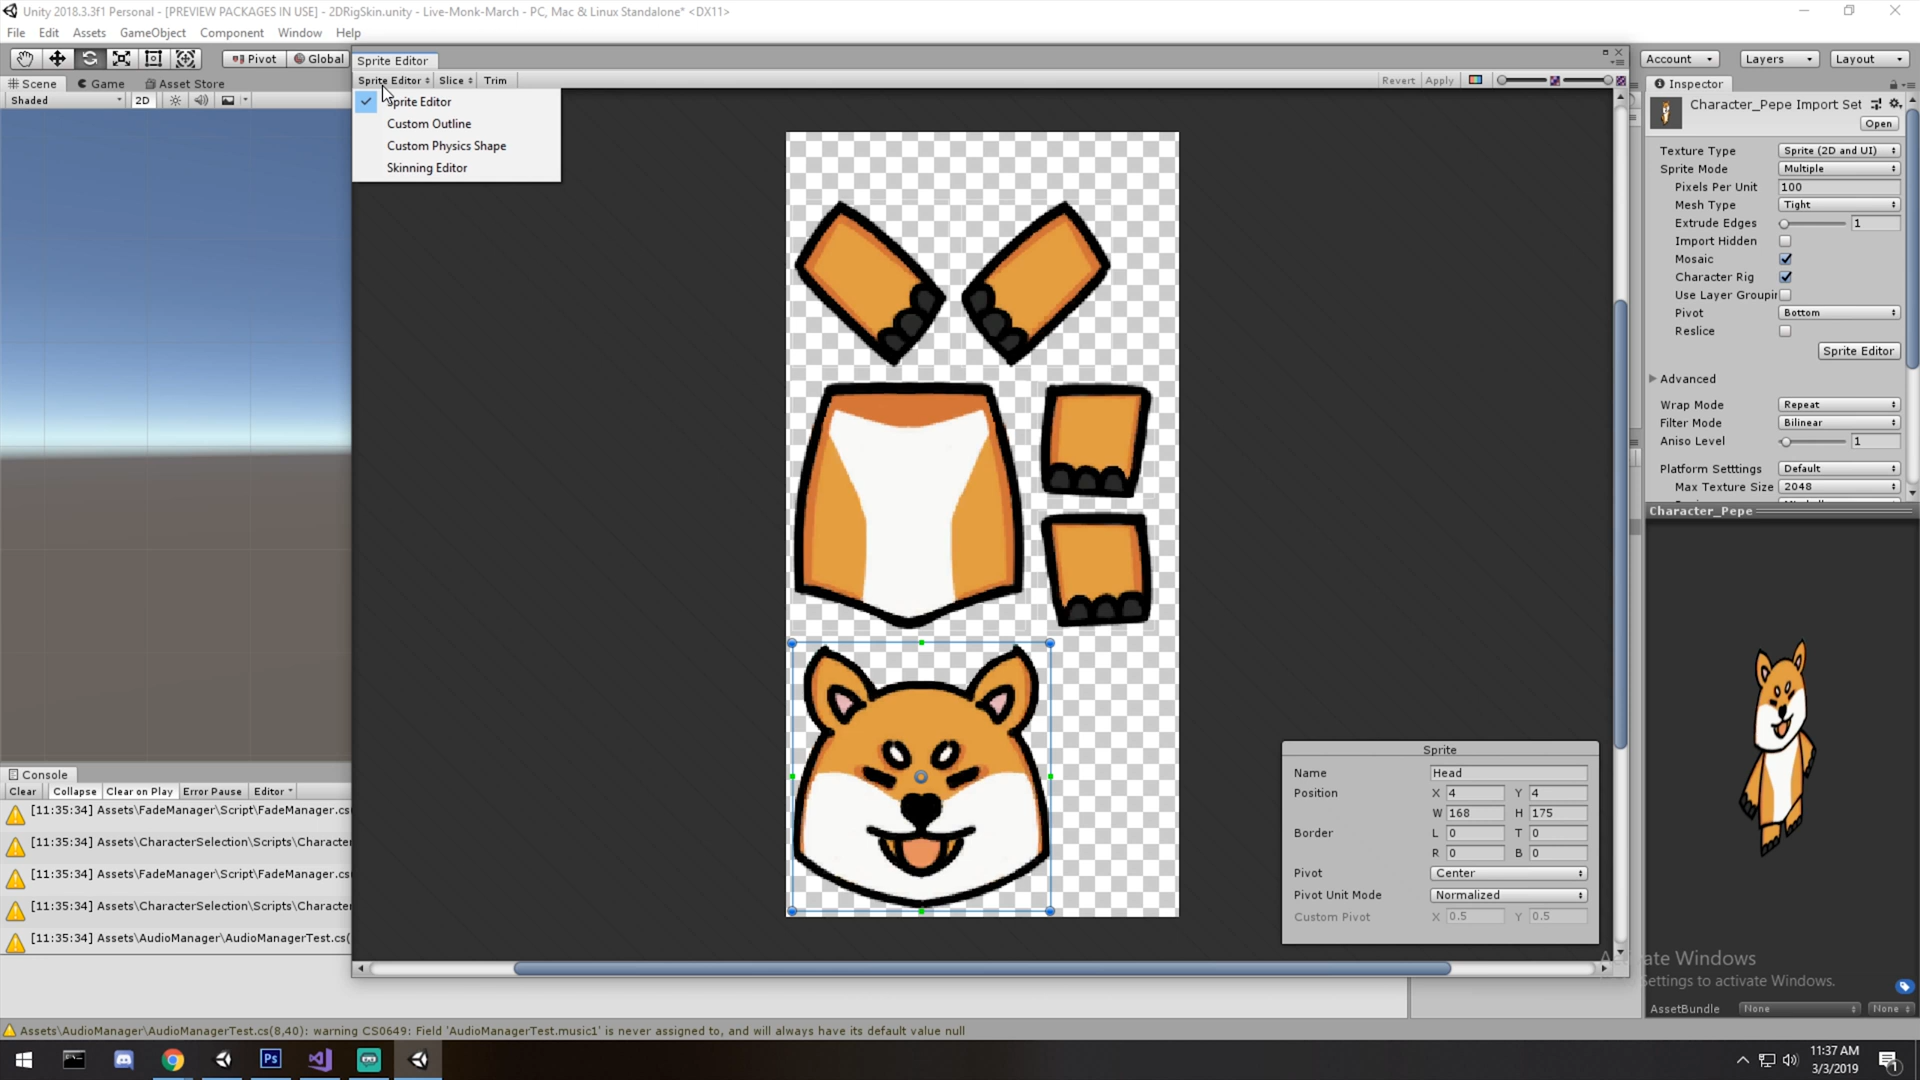 Unity 2018.3.3f1 Personal - [PREVIEW PACKAGES IN USE] - 2DRigSkin.unity - Live-Monk-March - PC, Mac & Linux Standalone* <DX11>
File Edit Assets GameObject Component Window Help
Pivot Global
Account Layers Layout
Scene Game Asset Store
Shaded 2D
Sprite Editor
Sprite Editor Slice Trim Revert Apply
Sprite Editor
Custom Outline
Custom Physics Shape
Skinning Editor
Inspector
Character_Pepe Import Set
Open
Texture Type Sprite (2D and UI)
Sprite Mode Multiple
Pixels Per Unit 100
Mesh Type Tight
Extrude Edges 1
Import Hidden
Mosaic
Character Rig
Use Layer Groupir
Pivot Bottom
Reslice
Sprite Editor
Advanced
Wrap Mode Repeat
Filter Mode Bilinear
Aniso Level 1
Platform Setttings Default
Max Texture Size 2048
Character_Pepe
Sprite
Name Head
Position X 4 Y 4
W 168 H 175
Border L 0 T 0
R 0 B 0
Pivot Center
Pivot Unit Mode Normalized
Custom Pivot X 0.5 Y 0.5
Console
Clear Collapse Clear on Play Error Pause Editor
[11:35:34] Assets\FadeManager\Script\FadeManager.cs
[11:35:34] Assets\CharacterSelection\Scripts\Character
[11:35:34] Assets\FadeManager\Script\FadeManager.cs
[11:35:34] Assets\CharacterSelection\Scripts\Character
[11:35:34] Assets\AudioManager\AudioManagerTest.cs(
ate Windows
Settings to activate Windows.
AssetBundle None None
Assets\AudioManager\AudioManagerTest.cs(8,40): warning CS0649: Field 'AudioManagerTest.music1' is never assigned to, and will always have its default value null
Ps
11:37 AM
3/3/2019
1